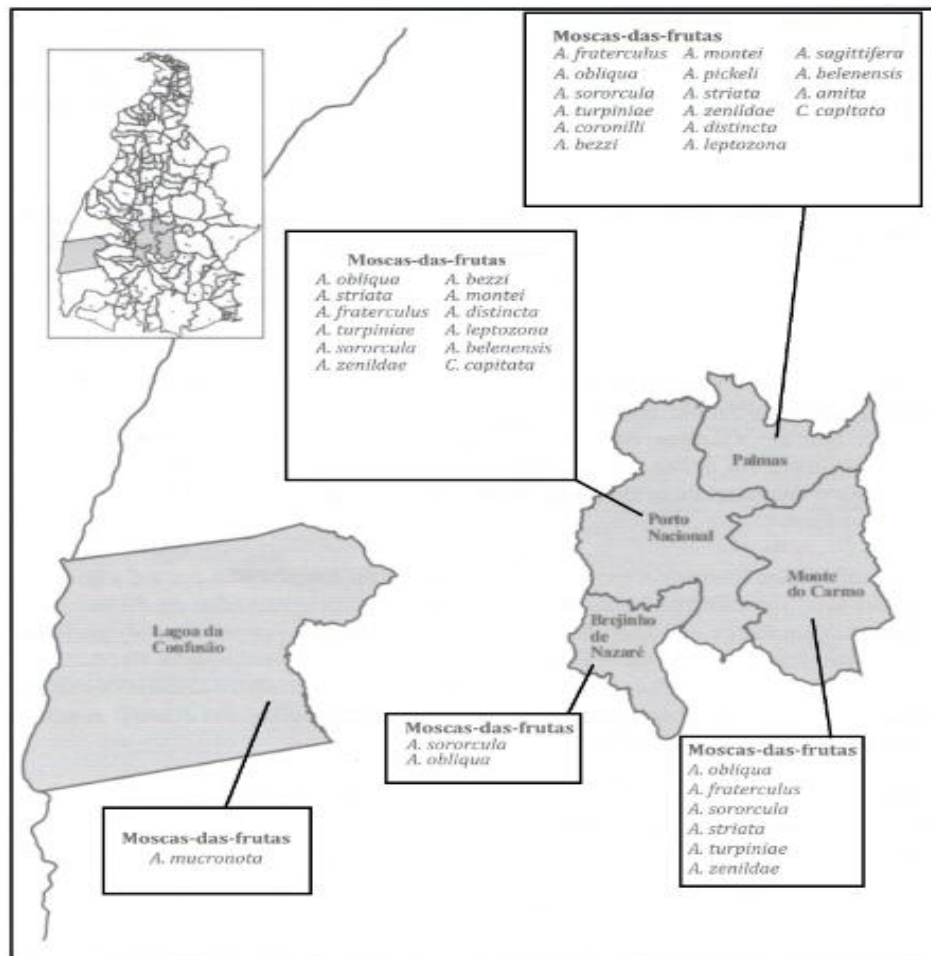 Moscas-das-frutas
A. fraterculus A. montei A. sagittifera
A. obliqua A. pickeli A. belenensis
A. sororcula A. striata A. amita
A. turpiniae A. zenildae C. capitata
A. coronilli A. distincta
A. bezzi A. leptozona
Moscas-das-frutas
A. obliqua A. bezzi
A. striata A. montei
A. fraterculus A. distincta
A. turpiniae A. leptozona
A. sororcula A. belenensis
A. zenildae C. capitata
Palmas
Porto
Nacional
Monte
do Carmo
Brejinho
de
Nazaré
Lagoa da
Confusão
Moscas-das-frutas
A. sororcula
A. obliqua
Moscas-das-frutas
A. obliqua
A. fraterculus
A. sororcula
A. striata
A. turpiniae
A. zenildae
Moscas-das-frutas
A. mucronota